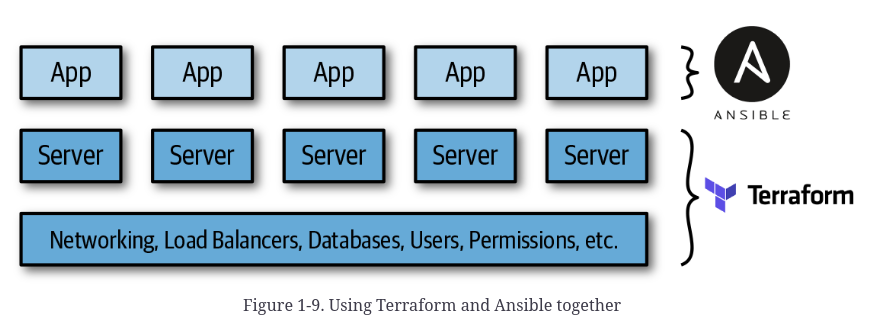 App App App App App
ANSIBLE
Server Server Server Server Server
Terraform
Networking, Load Balancers, Databases, Users, Permissions, etc.
Figure 1-9. Using Terraform and Ansible together